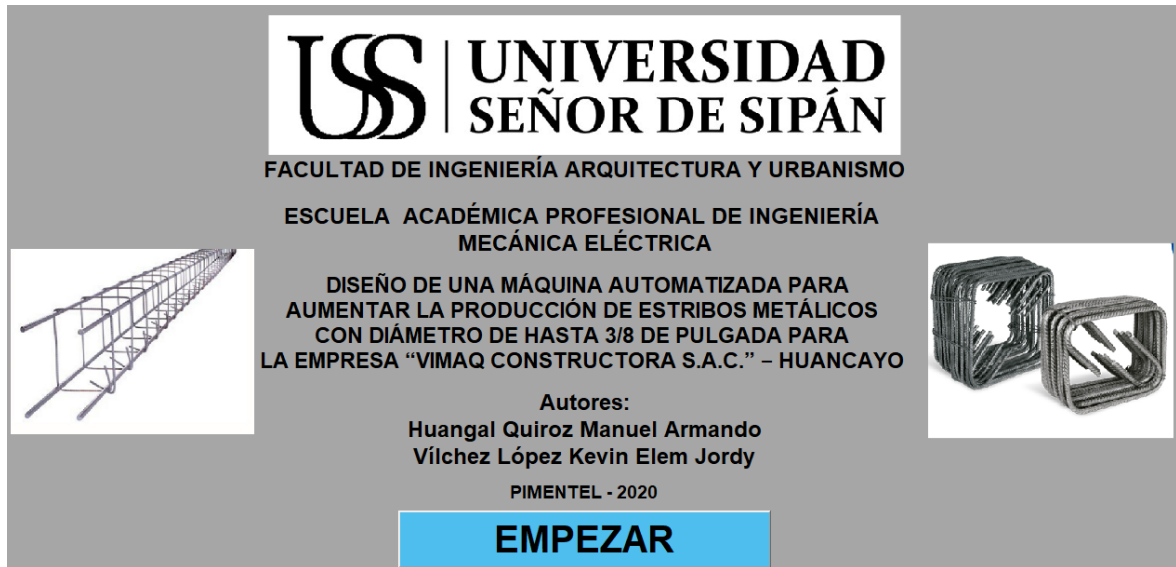 USS UNIVERSIDAD
SEÑOR DE SIPÁN
FACULTAD DE INGENIERÍA ARQUITECTURA Y URBANISMO
ESCUELA ACADÉMICA PROFESIONAL DE INGENIERÍA
MECÁNICA ELÉCTRICA
DISEÑO DE UNA MÁQUINA AUTOMATIZADA PARA
AUMENTAR LA PRODUCCIÓN DE ESTRIBOS METÁLICOS
CON DIÁMETRO DE HASTA 3/8 DE PULGADA PARA
LA EMPRESA “VIMAQ CONSTRUCTORA S.A.C.” – HUANCAYO
Autores:
Huangal Quiroz Manuel Armando
Vílchez López Kevin Elem Jordy
PIMENTEL - 2020
EMPEZAR